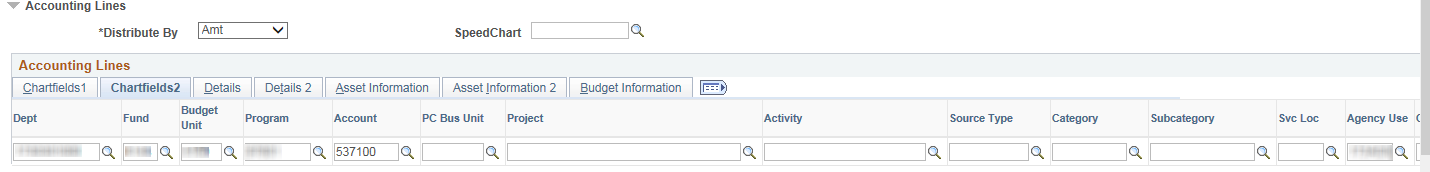 Accounting Lines
*Distribute By Amt SpeedChart
Accounting Lines
Chartfields1 Chartfields2 Details Details 2 Asset Information Asset Information 2 Budget Information
Dept Fund Budget Unit Program Account PC Bus Unit Project Activity Source Type Category Subcategory Svc Loc Agency Use
537100